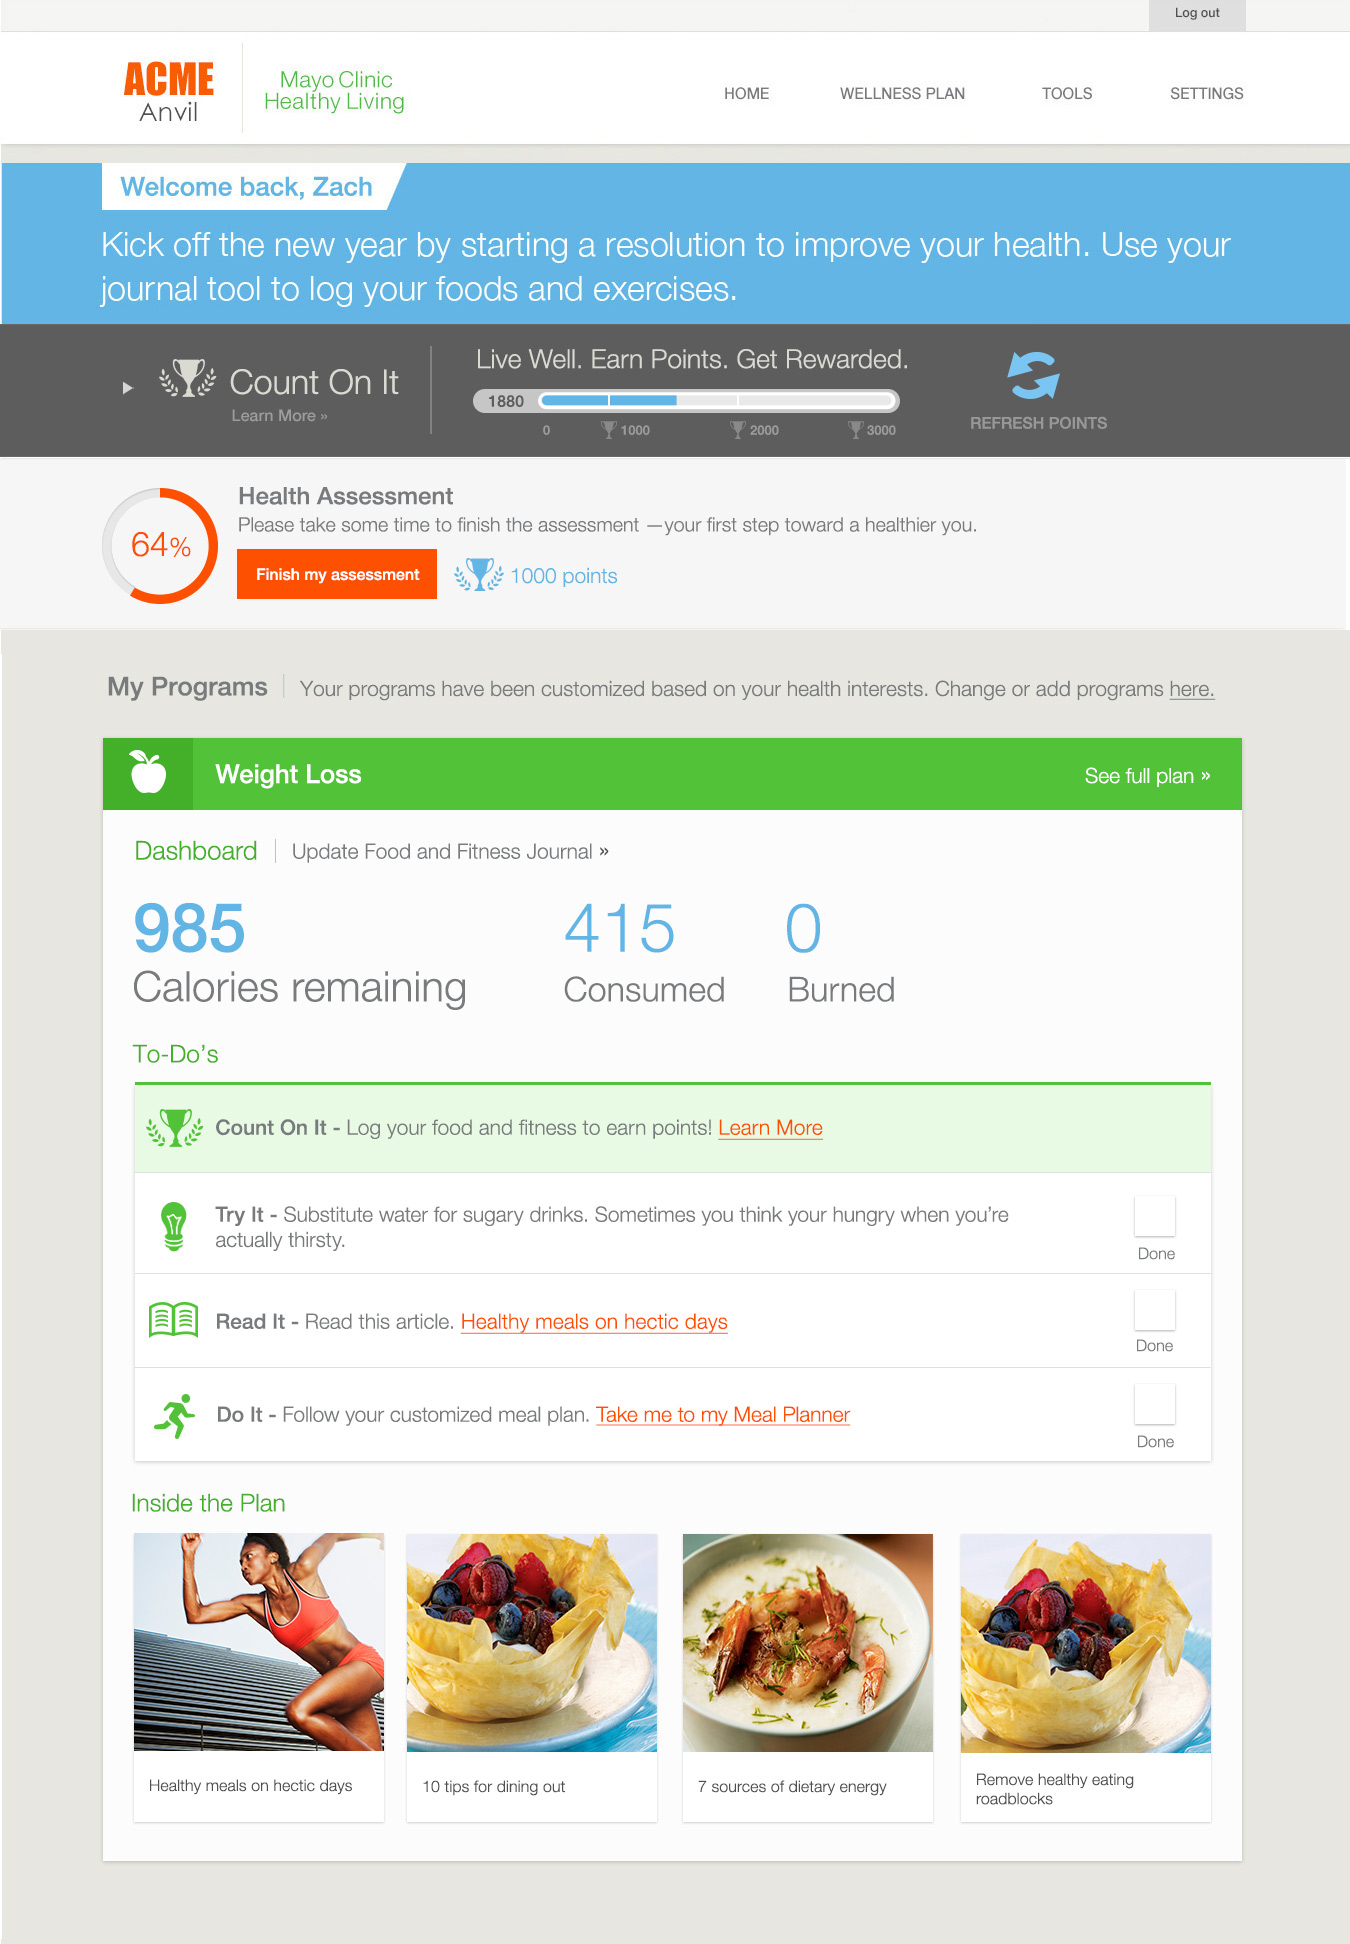 Log out
ACME
Anvil
Mayo Clinic
Healthy Living
HOME
WELLNESS PLAN
TOOLS
SETTINGS
Welcome back, Zach
Kick off the new year by starting a resolution to improve your health. Use your
journal tool to log your foods and exercises.
Count On It
Learn More »
Live Well. Earn Points. Get Rewarded.
1880
0
1000
2000
3000
REFRESH POINTS
64%
Health Assessment
Please take some time to finish the assessment —your first step toward a healthier you.
Finish my assessment
1000 points
My Programs
Your programs have been customized based on your health interests. Change or add programs here.
Weight Loss
See full plan »
Dashboard
Update Food and Fitness Journal »
985
Calories remaining
415
Consumed
0
Burned
To-Do’s
Count On It - Log your food and fitness to earn points! Learn More
Try It - Substitute water for sugary drinks. Sometimes you think your hungry when you’re
actually thirsty.
Done
Read It - Read this article. Healthy meals on hectic days
Done
Do It - Follow your customized meal plan. Take me to my Meal Planner
Done
Inside the Plan
Healthy meals on hectic days
10 tips for dining out
7 sources of dietary energy
Remove healthy eating
roadblocks